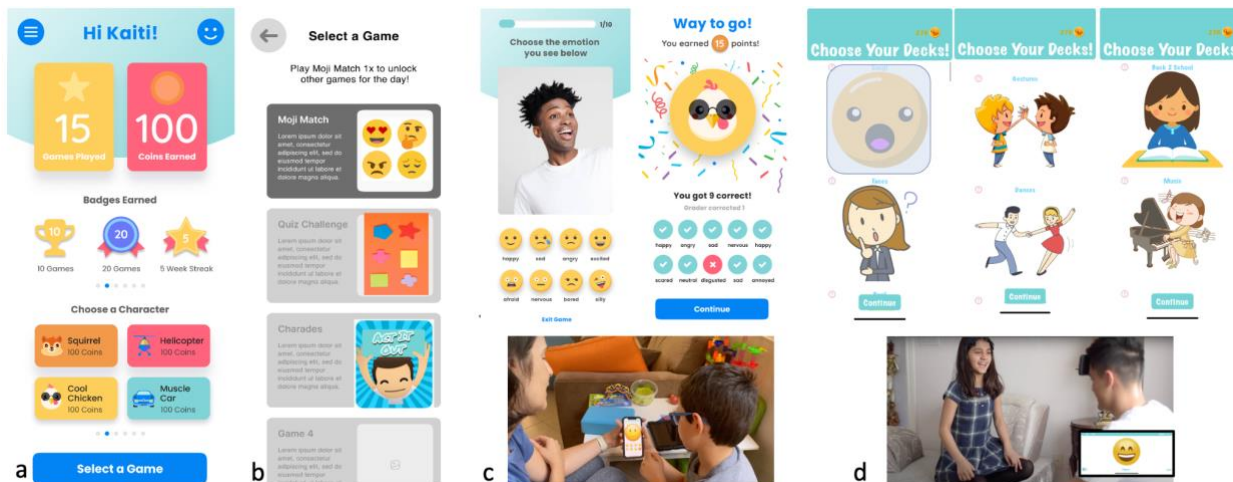 Hi Kaiti!
15
Games Played
100
Coins Earned
Badges Earned
10
20
5
10 Games
20 Games
5 Week Streak
Choose a Character
Squirrel
100 Coins
Helicopter
100 Coins
Cool
Chicken
100 Coins
Muscle
Car
100 Coins
Select a Game
a
Select a Game
Play Moji Match 1x to unlock
other games for the day!
Moji Match
Lorem ipsum dolor sit
amet, consectetur
adipiscing elit, sed do
eiusmod tempor
incididunt ut labore et
dolore magna aliqua.
Quiz Challenge
Lorem ipsum dolor sit
amet, consectetur
adipiscing elit, sed do
eiusmod tempor
incididunt ut labore et
dolore magna aliqua.
Charades
ACT IT
OUT
Lorem ipsum dolor sit
amet, consectetur
adipiscing elit, sed do
eiusmod tempor
incididunt ut labore et
dolore magna aliqua.
Game 4
Lorem ipsum dolor sit
amet, consectetur
adipiscing elit, sed do
eiusmod tempor
incididunt ut labore et
b
1/10
Choose the emotion
you see below
happy sad angry excited
afraid nervous bored silly
Exit Game
Way to go!
You earned 15 points!
You got 9 correct!
Grader corrected 1
happy angry sad nervous happy
scared neutral disgusted sad annoyed
Continue
c
Choose Your Decks!
Continue
Choose Your Decks!
Continue
Choose Your Decks!
Back 2 School
Music
Continue
d